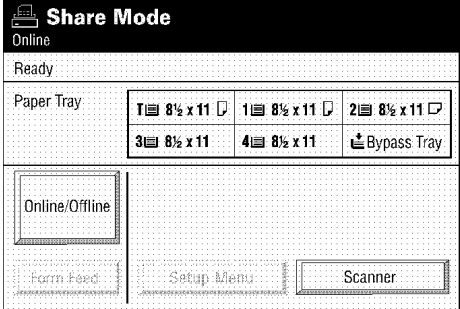 Share Mode
Online
Ready
Paper Tray
T 8½ x 11 1 8½ x 11 2 8½ x 11
3 8½ x 11 4 8½ x 11 Bypass Tray
Online/Offline
Form Feed Setup Menu Scanner